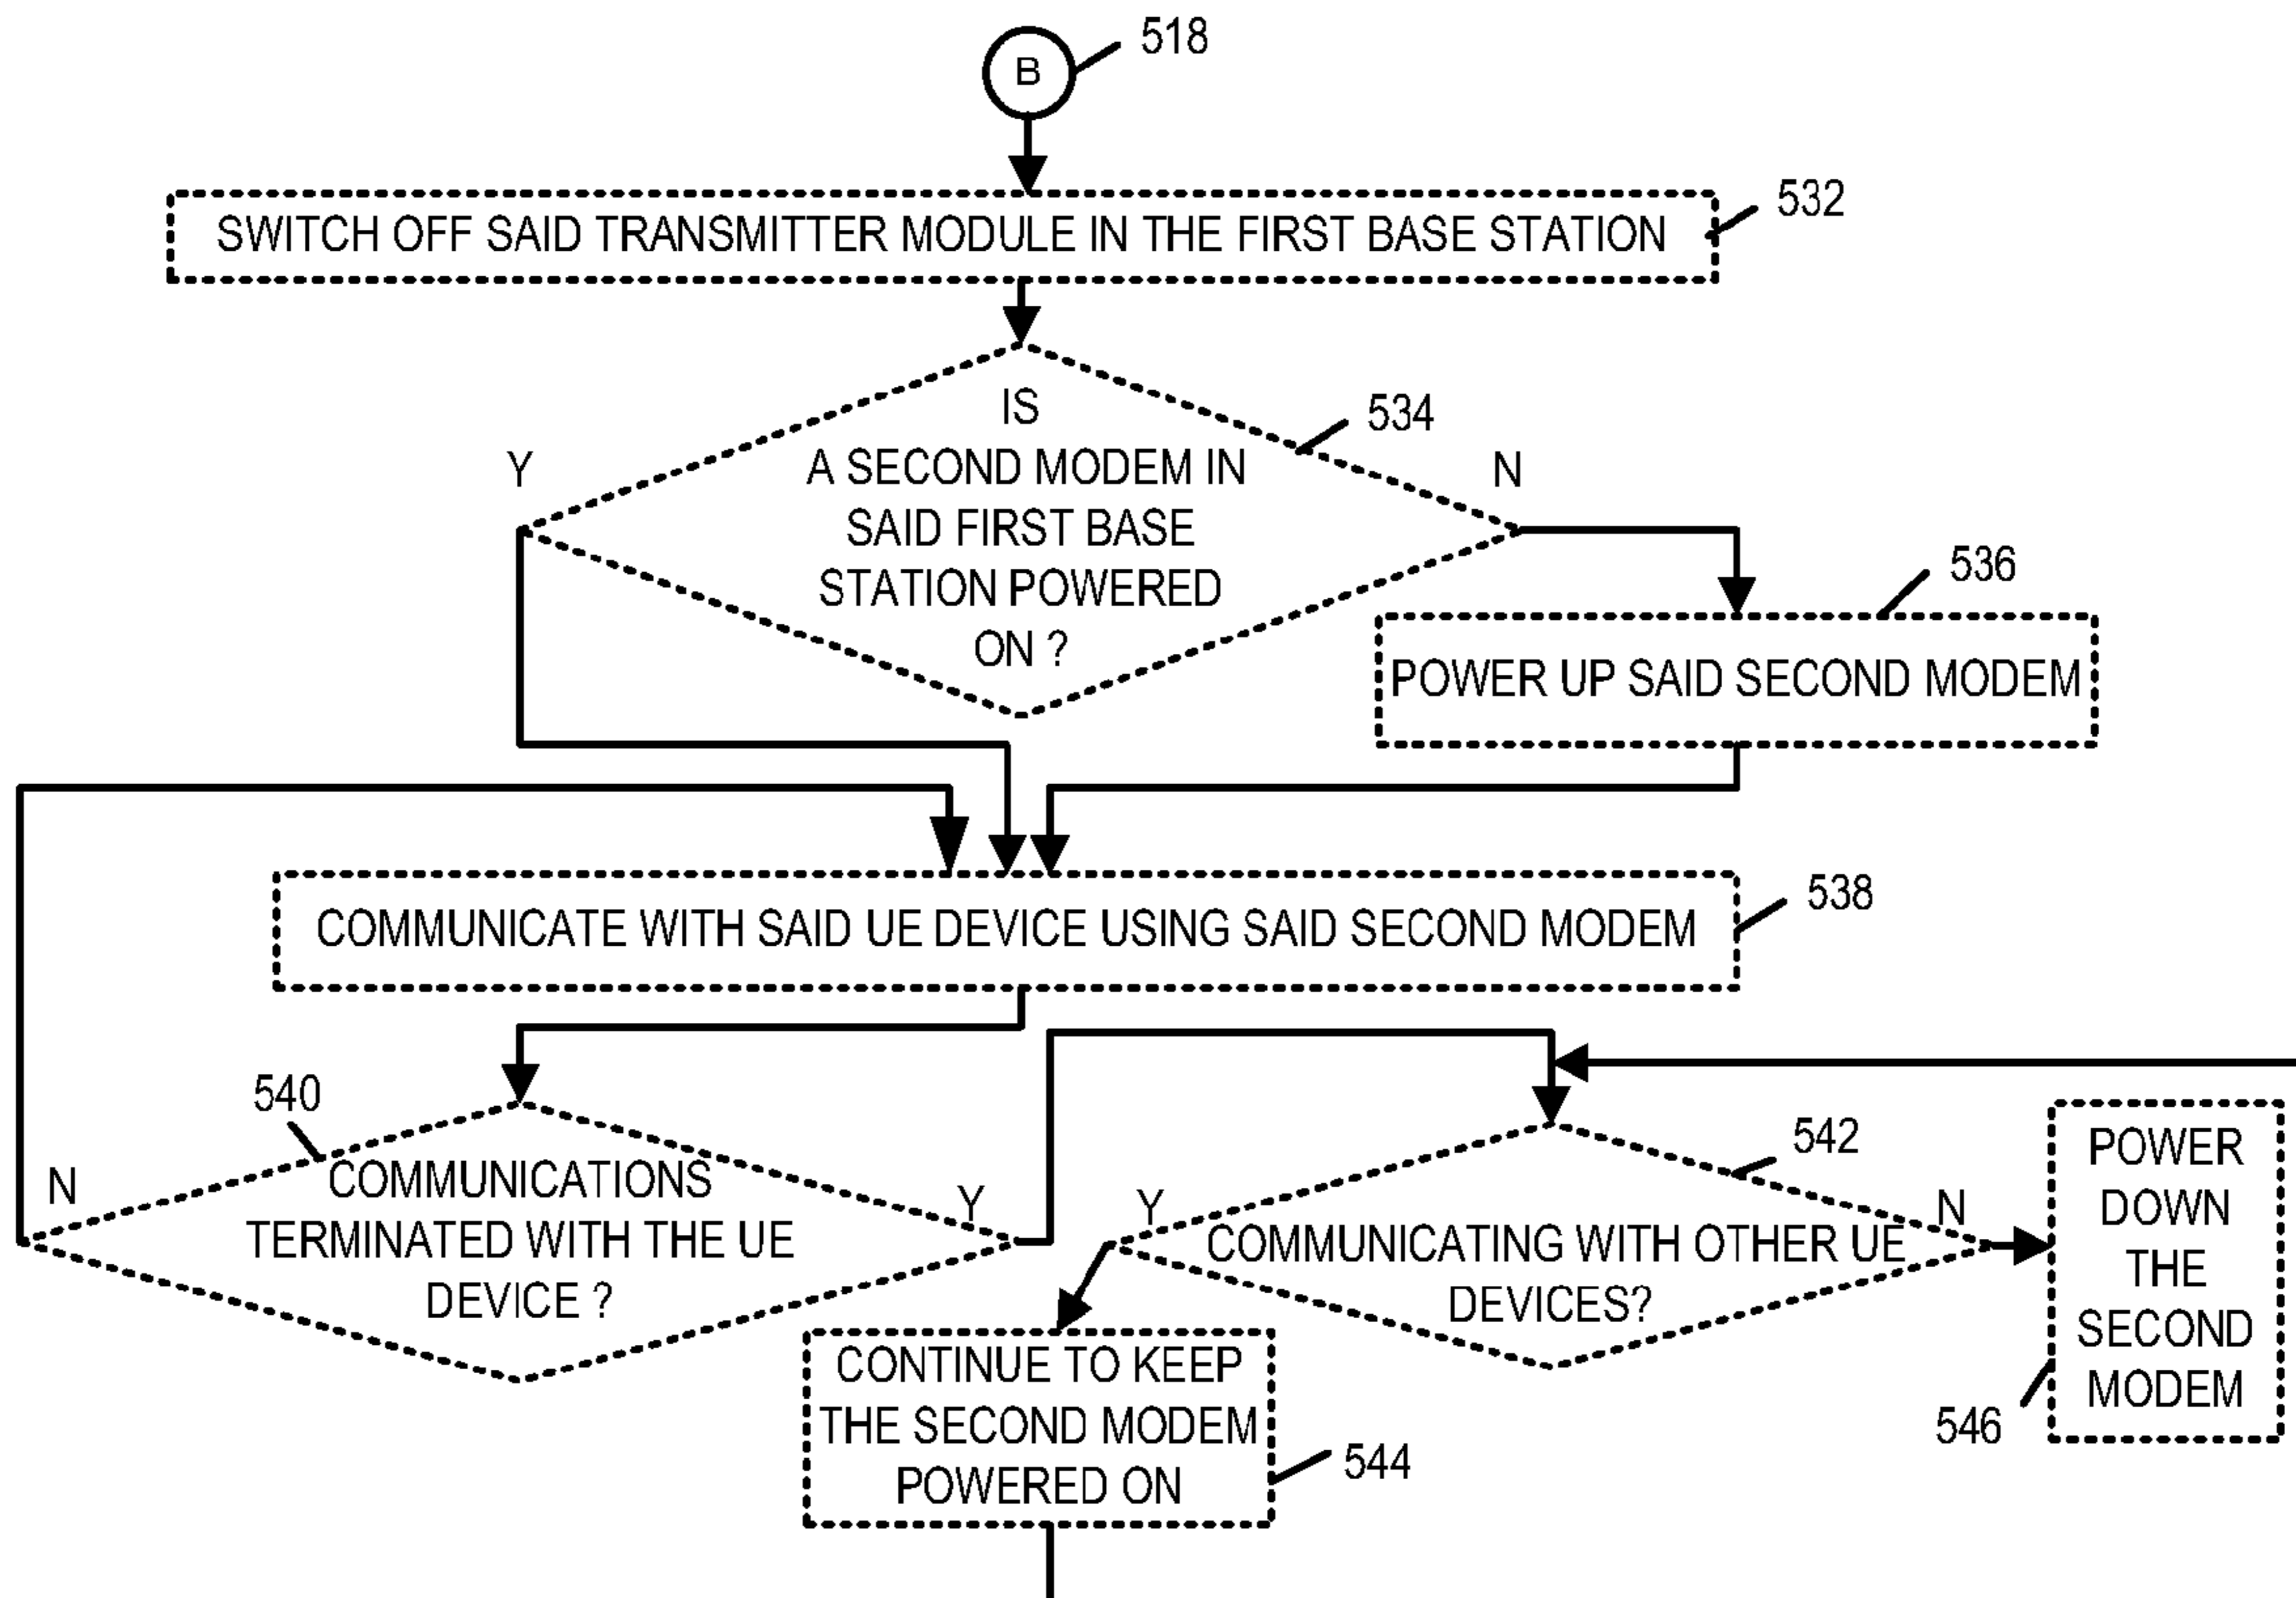 B
518
SWITCH OFF SAID TRANSMITTER MODULE IN THE FIRST BASE STATION
532
IS
A SECOND MODEM IN
SAID FIRST BASE
STATION POWERED
ON ?
534
Y
N
536
POWER UP SAID SECOND MODEM
COMMUNICATE WITH SAID UE DEVICE USING SAID SECOND MODEM
538
540
COMMUNICATIONS
TERMINATED WITH THE UE
DEVICE ?
N
Y
542
COMMUNICATING WITH OTHER UE
DEVICES?
Y
N
CONTINUE TO KEEP
THE SECOND MODEM
POWERED ON
544
POWER
DOWN
THE
SECOND
MODEM
546